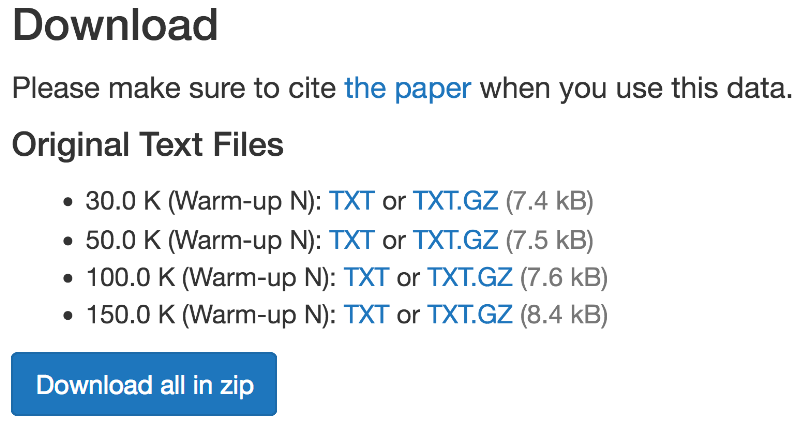 Download
Please make sure to cite the paper when you use this data.
Original Text Files
• 30.0 K (Warm-up N): TXT or TXT.GZ (7.4 kB)
• 50.0 K (Warm-up N): TXT or TXT.GZ (7.5 kB)
• 100.0 K (Warm-up N): TXT or TXT.GZ (7.6 kB)
• 150.0 K (Warm-up N): TXT or TXT.GZ (8.4 kB)
Download all in zip